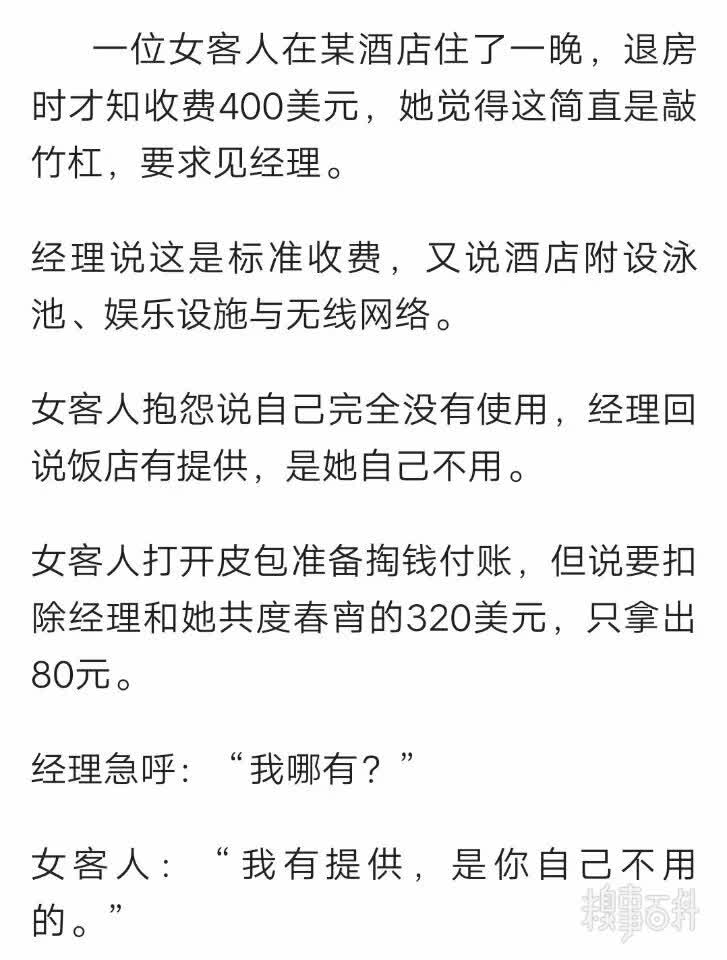 一位女客人在某酒店住了一晚，退房
时才知收费400美元，她觉得这简直是敲
竹杠，要求见经理。
经理说这是标准收费，又说酒店附设泳
池、娱乐设施与无线网络。
女客人抱怨说自己完全没有使用，经理回
说饭店有提供，是她自己不用。
女客人打开皮包准备掏钱付账，但说要扣
除经理和她共度春宵的320美元，只拿出
80元。
经理急呼：“我哪有？”
女客人：“我有提供，是你自己不用
的。”
糗事百科